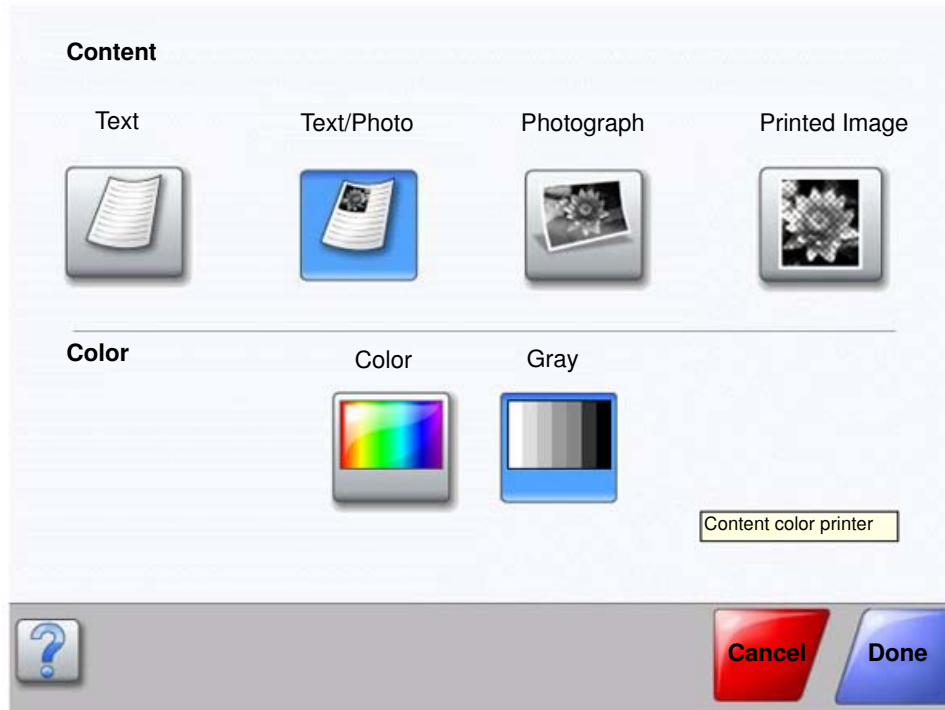 Content
Text
Text/Photo
Photograph
Printed Image
Color
Color
Gray
Content color printer
?
Cancel
Done